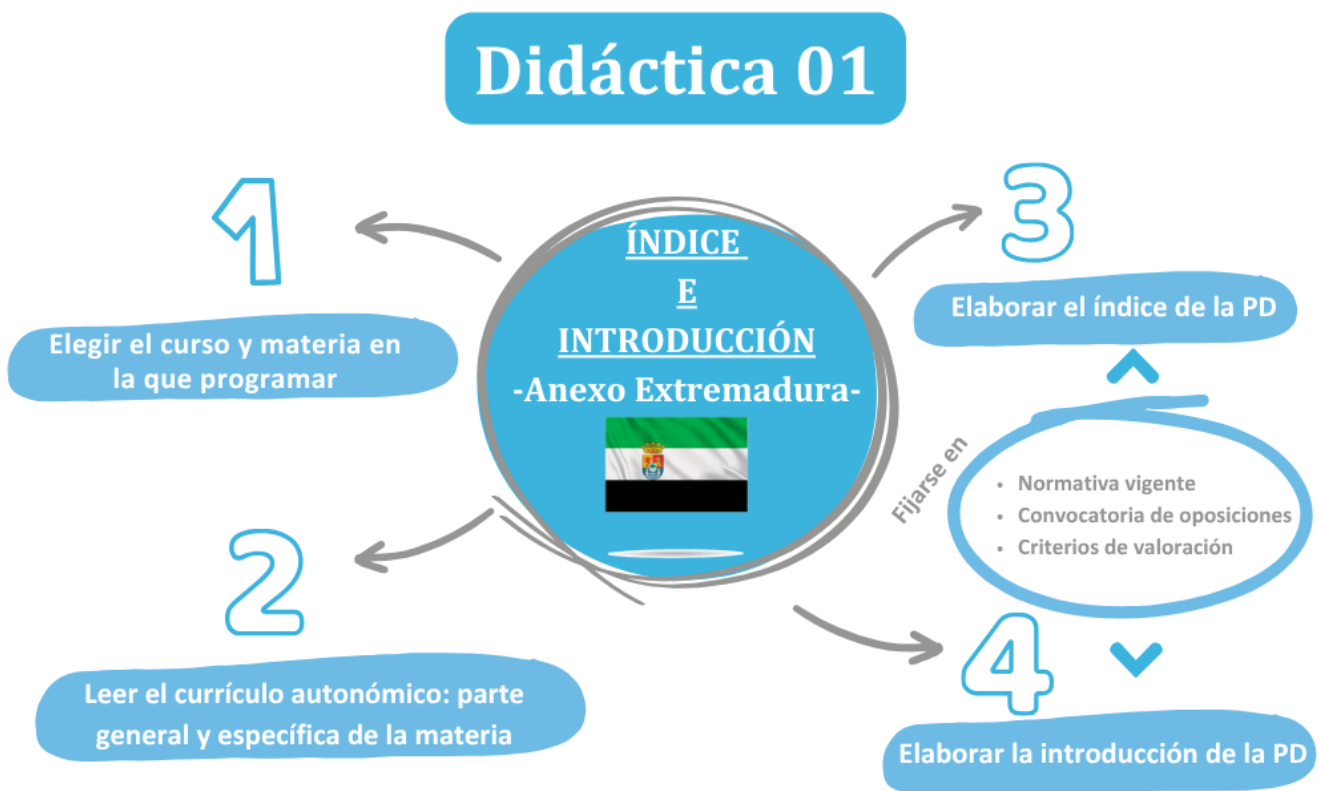 Didáctica 01
1
Elegir el curso y materia en
la que programar
2
Leer el currículo autonómico: parte
general y específica de la materia
ÍNDICE
E
INTRODUCCIÓN
-Anexo Extremadura-
3
Elaborar el índice de la PD
Fijarse en
• Normativa vigente
• Convocatoria de oposiciones
• Criterios de valoración
4
Elaborar la introducción de la PD